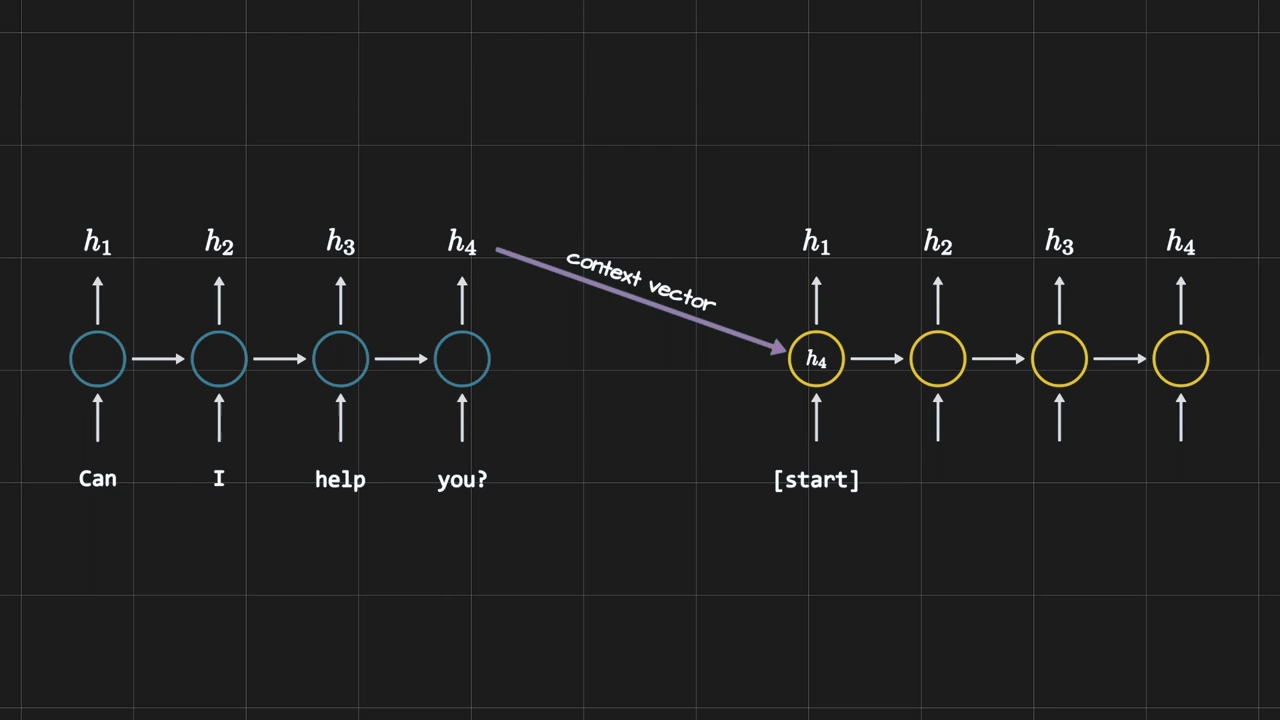 h₁ h₂ h₃ h₄ h₁ h₂ h₃ h₄
context vector
h₄
Can I help you? [start]